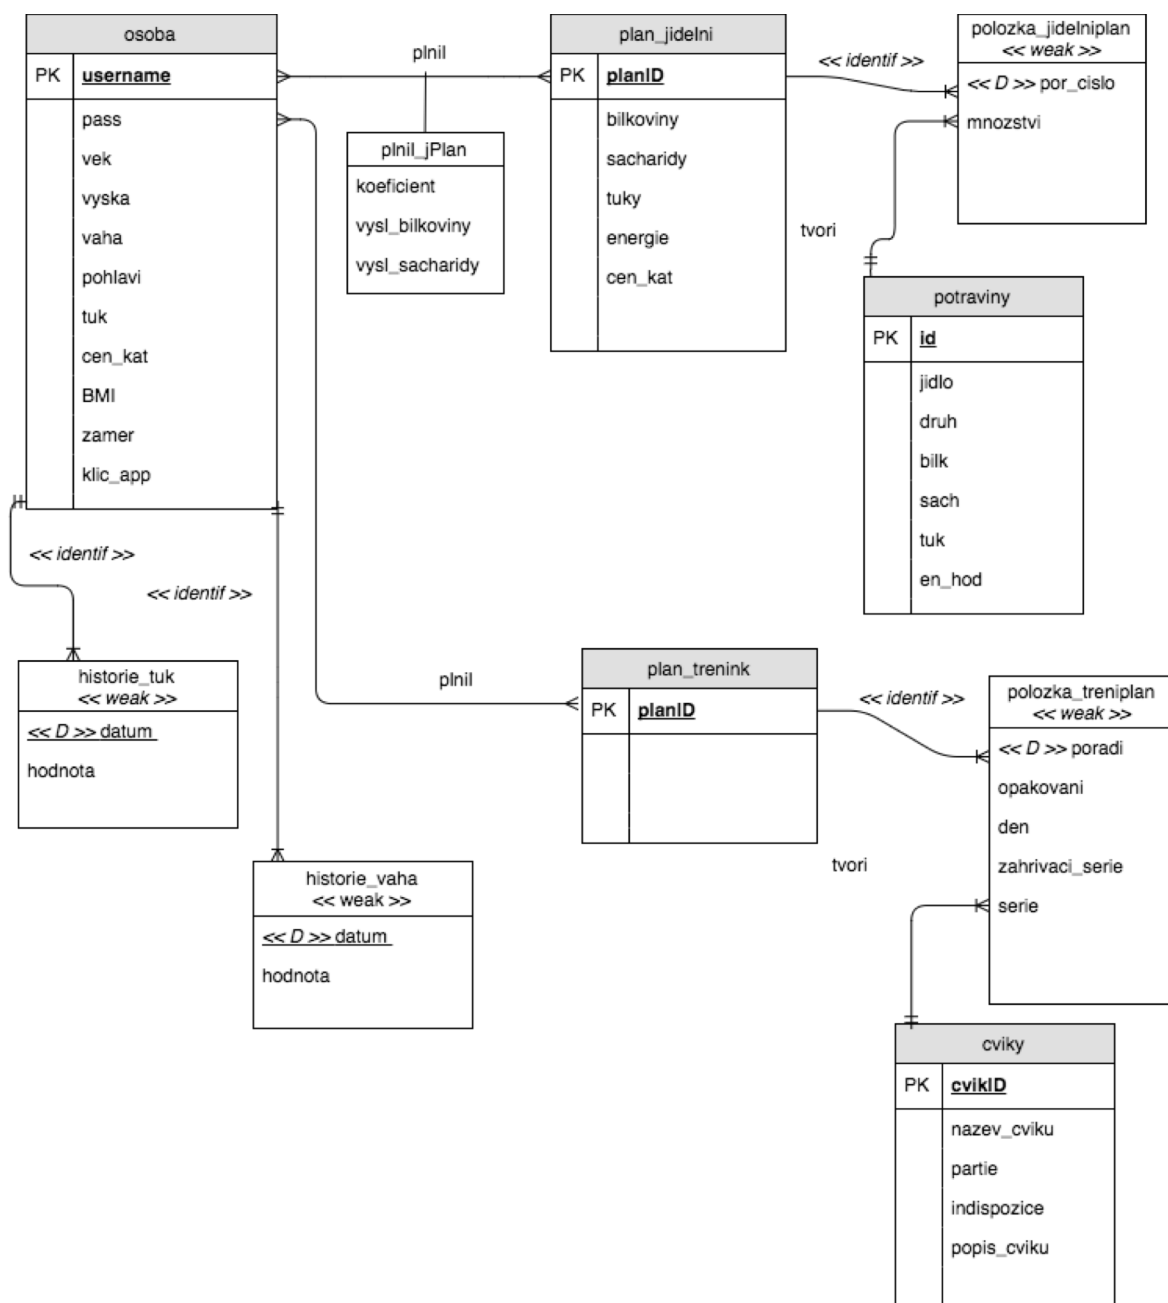 osoba
PK username
pass
vek
vyska
vaha
pohlavi
tuk
cen_kat
BMI
zamer
klic_app
plnil
plnil_jPlan
koeficient
vysl_bilkoviny
vysl_sacharidy
plan_jidelni
PK planID
bilkoviny
sacharidy
tuky
energie
cen_kat
<< identif >>
polozka_jidelniplan
<< weak >>
<< D >> por_cislo
mnozstvi
tvori
potraviny
PK id
jidlo
druh
bilk
sach
tuk
en_hod
<< identif >>
<< identif >>
historie_tuk
<< weak >>
<< D >> datum
hodnota
historie_vaha
<< weak >>
<< D >> datum
hodnota
plnil
plan_trenink
PK planID
<< identif >>
polozka_treniplan
<< weak >>
<< D >> poradi
opakovani
den
zahrivaci_serie
serie
tvori
cviky
PK cvikID
nazev_cviku
partie
indispozice
popis_cviku